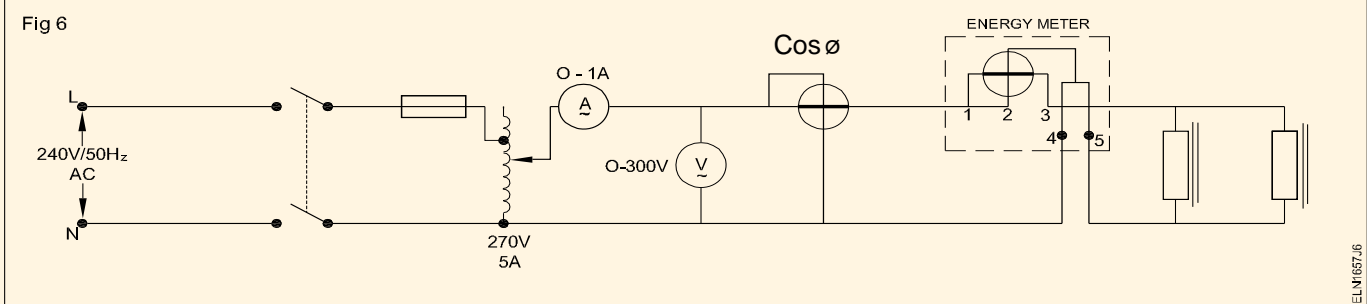 Fig 6
ENERGY METER
Cos ø
O - 1A
L
A
~
1 2 3
240V/50Hz
AC
O-300V
V
~
4 5
N
270V
5A
ELN1657J6